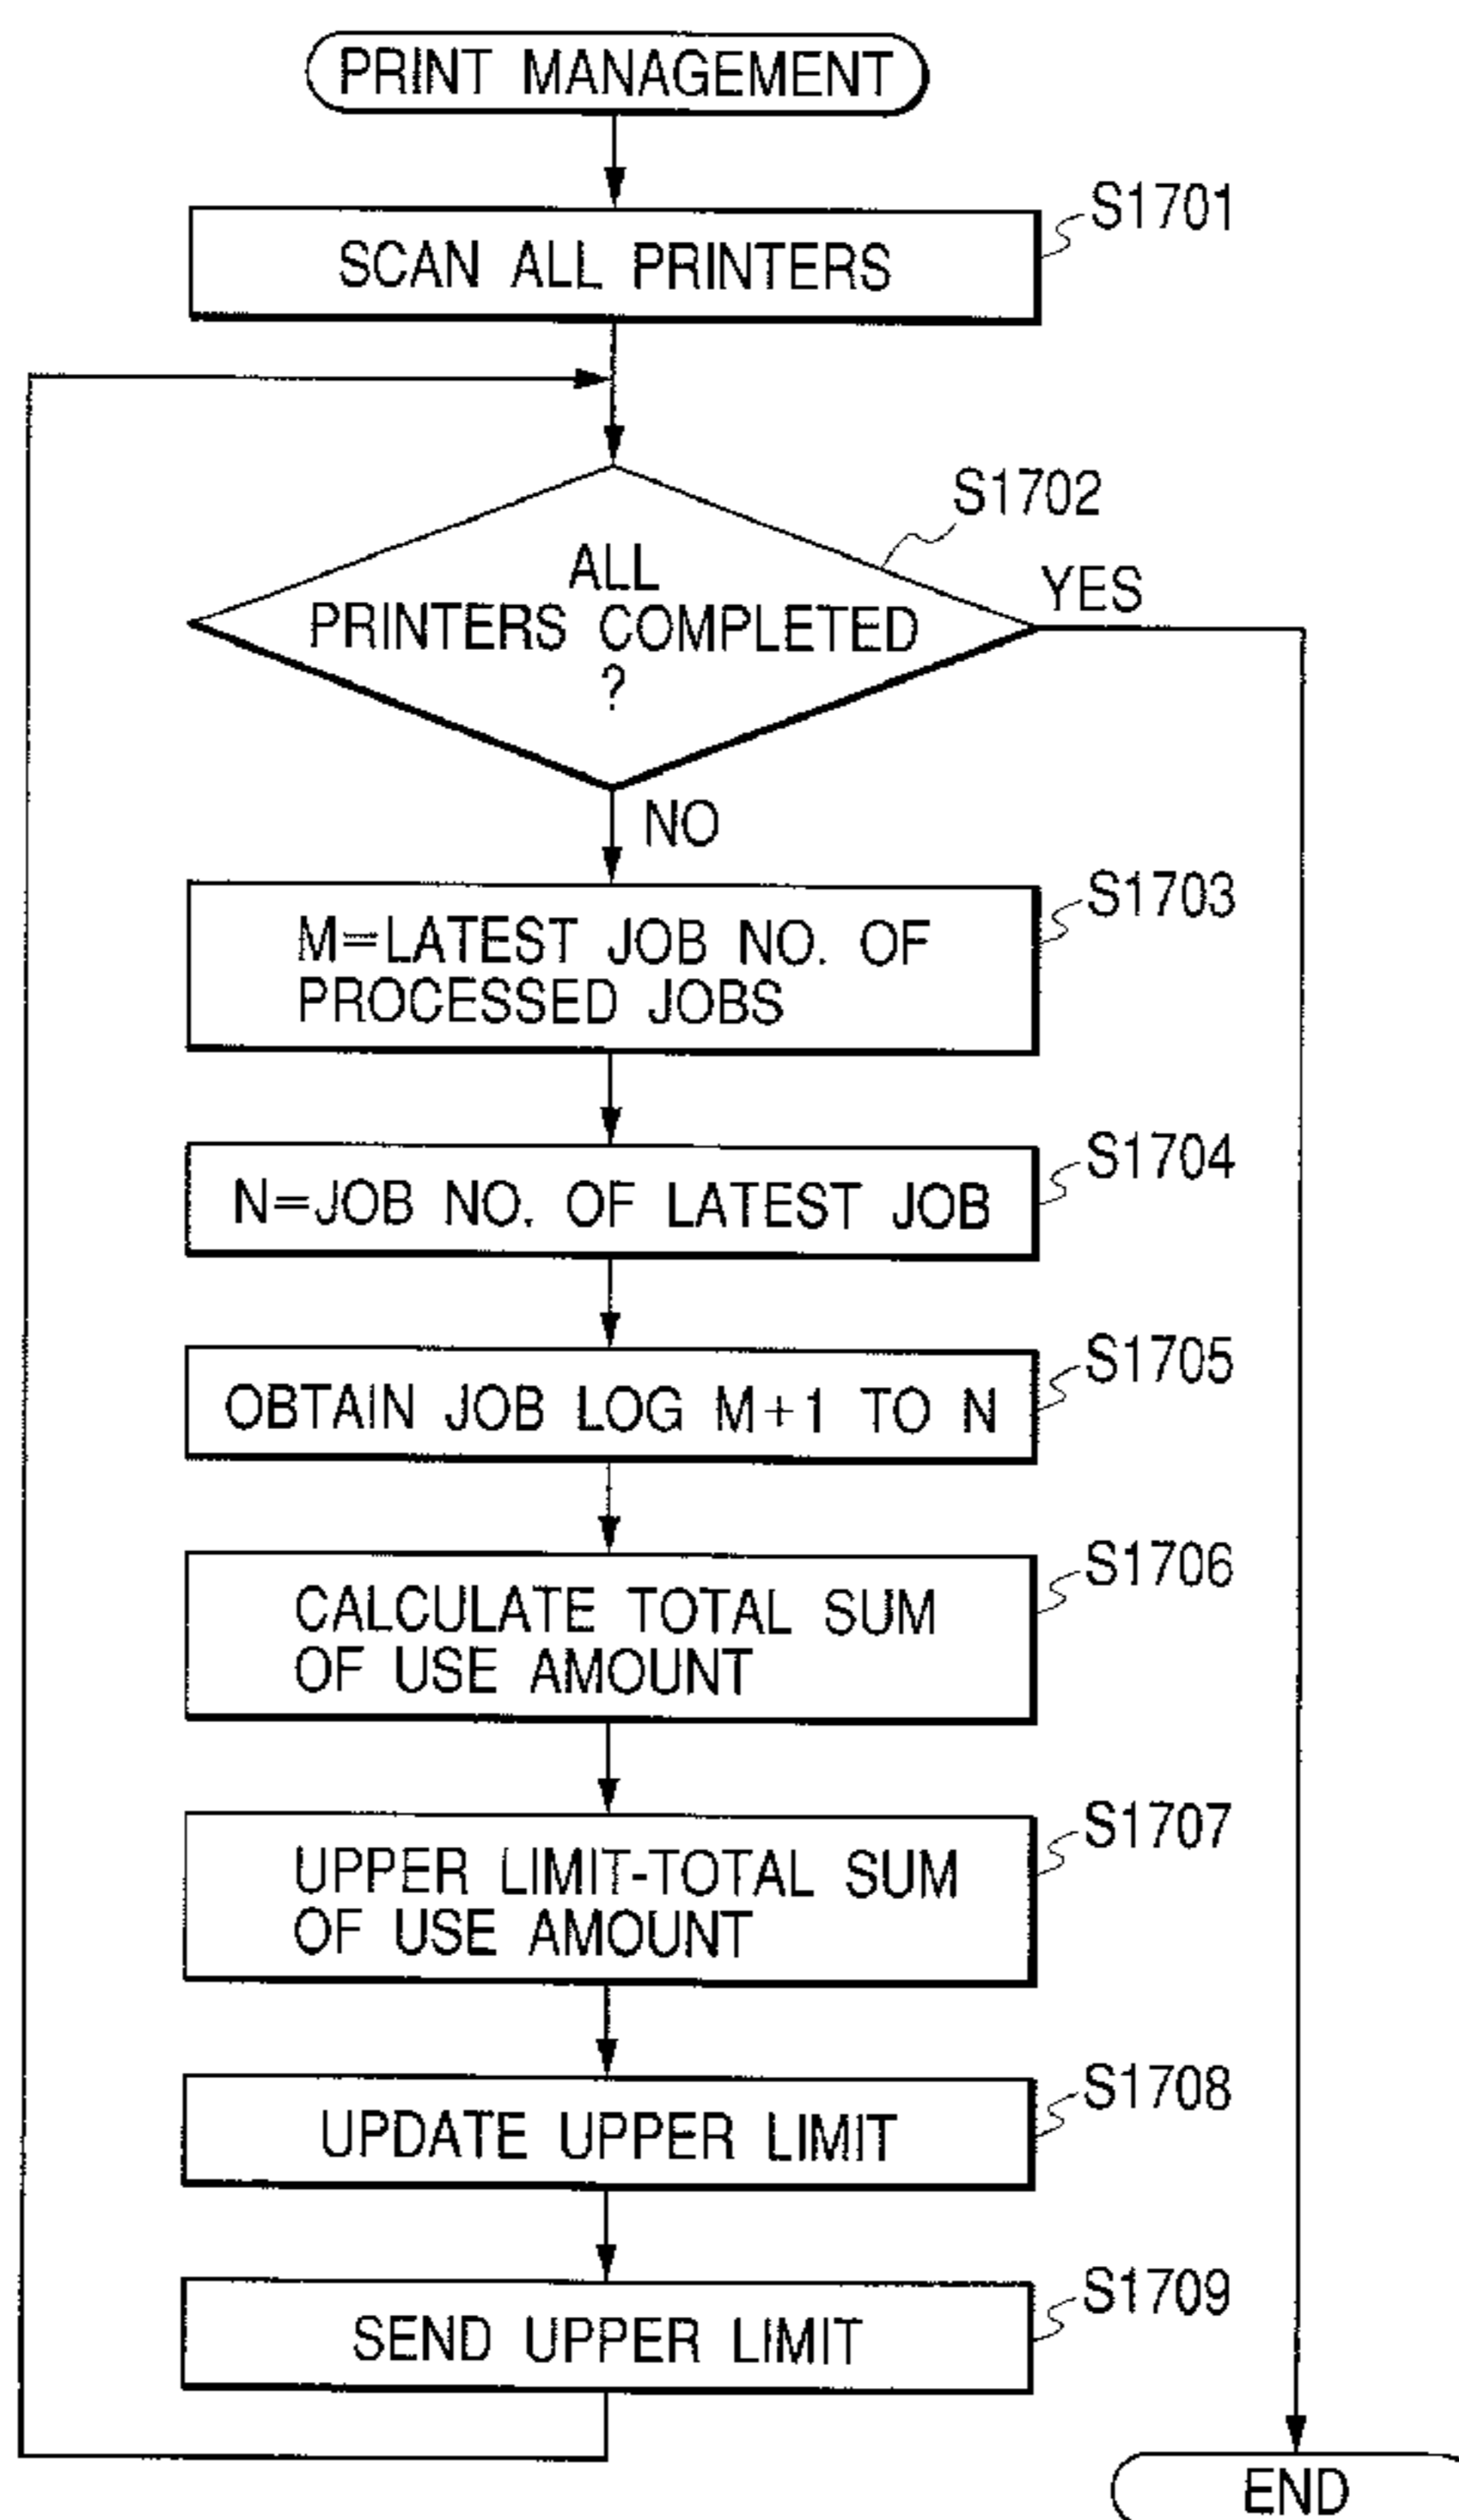 PRINT MANAGEMENT
S1701
SCAN ALL PRINTERS
S1702
ALL
PRINTERS COMPLETED
?
YES
NO
S1703
M=LATEST JOB NO. OF
PROCESSED JOBS
S1704
N=JOB NO. OF LATEST JOB
S1705
OBTAIN JOB LOG M+1 TO N
S1706
CALCULATE TOTAL SUM
OF USE AMOUNT
S1707
UPPER LIMIT-TOTAL SUM
OF USE AMOUNT
S1708
UPDATE UPPER LIMIT
S1709
SEND UPPER LIMIT
END